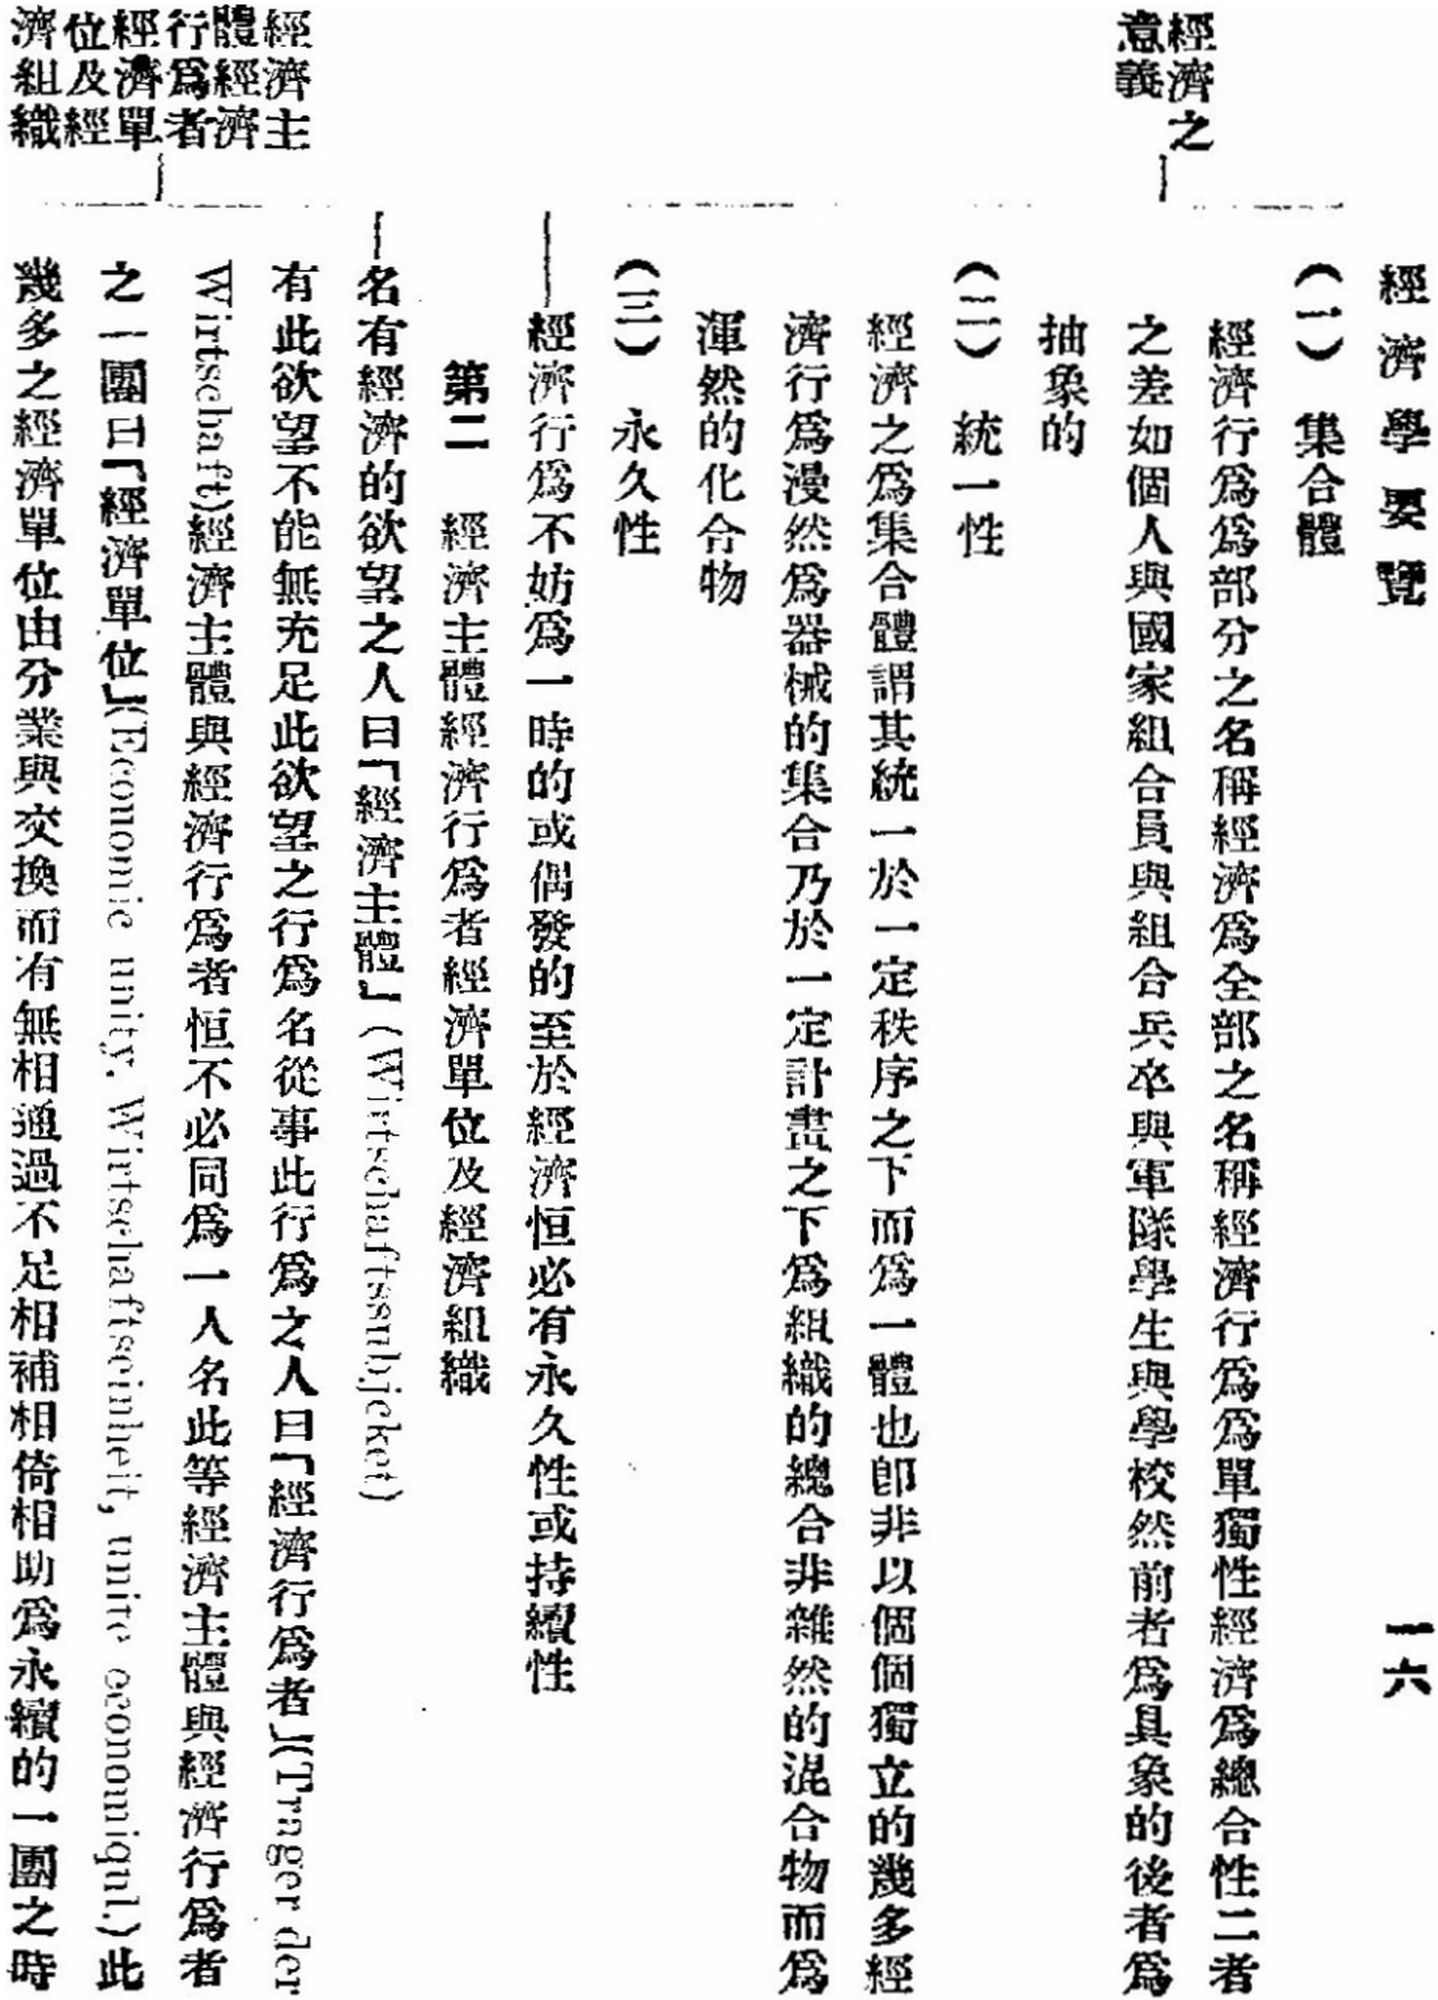 經濟學要覽
一六
經濟之
意義
（一）　集合體
經濟行爲爲部分之名稱經濟爲全部之名稱經濟行爲爲單獨性經濟爲總合性二者
之差如個人與國家組合員與組合兵卒與軍隊學生與學校然前者爲具象的後者爲
抽象的
（二）　統一性
經濟之爲集合體謂其統一於一定秩序之下而爲一體也卽非以個個獨立的幾多經
濟行爲漫然爲器械的集合乃於一定計畫之下爲組織的總合非雜然的混合物而爲
渾然的化合物
（三）　永久性
經濟行爲不妨爲一時的或偶發的至於經濟恒必有永久性或持續性
第二　經濟主體經濟行爲者經濟單位及經濟組織
經濟主
體經濟
行爲者
經濟單
位及經
濟組織
名有經濟的欲望之人曰「經濟主體」(Wirtschaftssubjcket)
有此欲望不能無充足此欲望之行爲名從事此行爲之人曰「經濟行爲者」(Trager der
Wirtschaft)經濟主體與經濟行爲者恒不必同爲一人名此等經濟主體與經濟行爲者
之一團曰「經濟單位」(Economic unity. Wirtschaftseinheit, unite economiqul.)此
幾多之經濟單位由分業與交換而有無相通過不足相補相倚相助爲永續的一團之時